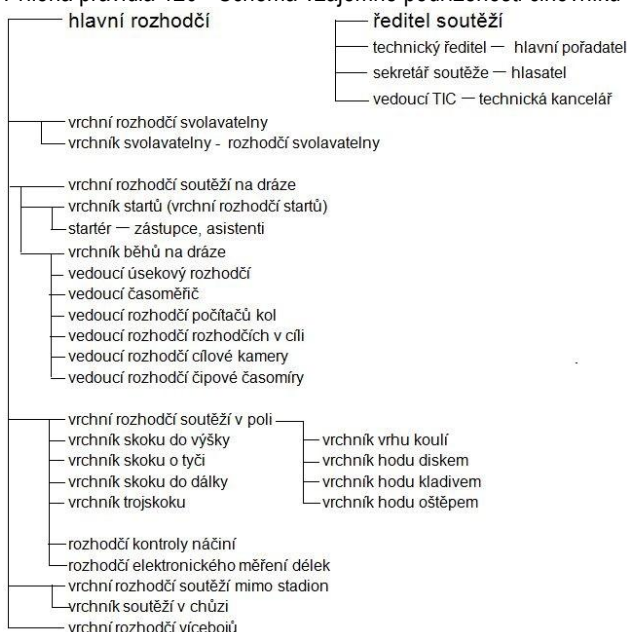 hlavní rozhodčí
ředitel soutěží
technický ředitel — hlavní pořadatel
sekretář soutěže — hlasatel
vedoucí TIC — technická kancelář
vrchní rozhodčí svolavatelny
vrchník svolavatelny - rozhodčí svolavatelny
vrchní rozhodčí soutěží na dráze
vrchník startů (vrchní rozhodčí startů)
startér — zástupce, asistenti
vrchník běhů na dráze
vedoucí úsekový rozhodčí
vedoucí časoměřič
vedoucí rozhodčí počítačů kol
vedoucí rozhodčí rozhodčích v cíli
vedoucí rozhodčí cílové kamery
vedoucí rozhodčí čipové časomíry
vrchní rozhodčí soutěží v poli
vrchník skoku do výšky
vrchník skoku o tyči
vrchník skoku do dálky
vrchník trojskoku
vrchník vrhu koulí
vrchník hodu diskem
vrchník hodu kladivem
vrchník hodu oštěpem
rozhodčí kontroly náčiní
rozhodčí elektronického měření délek
vrchní rozhodčí soutěží mimo stadion
vrchník soutěží v chůzi
vrchní rozhodčí vícebojů